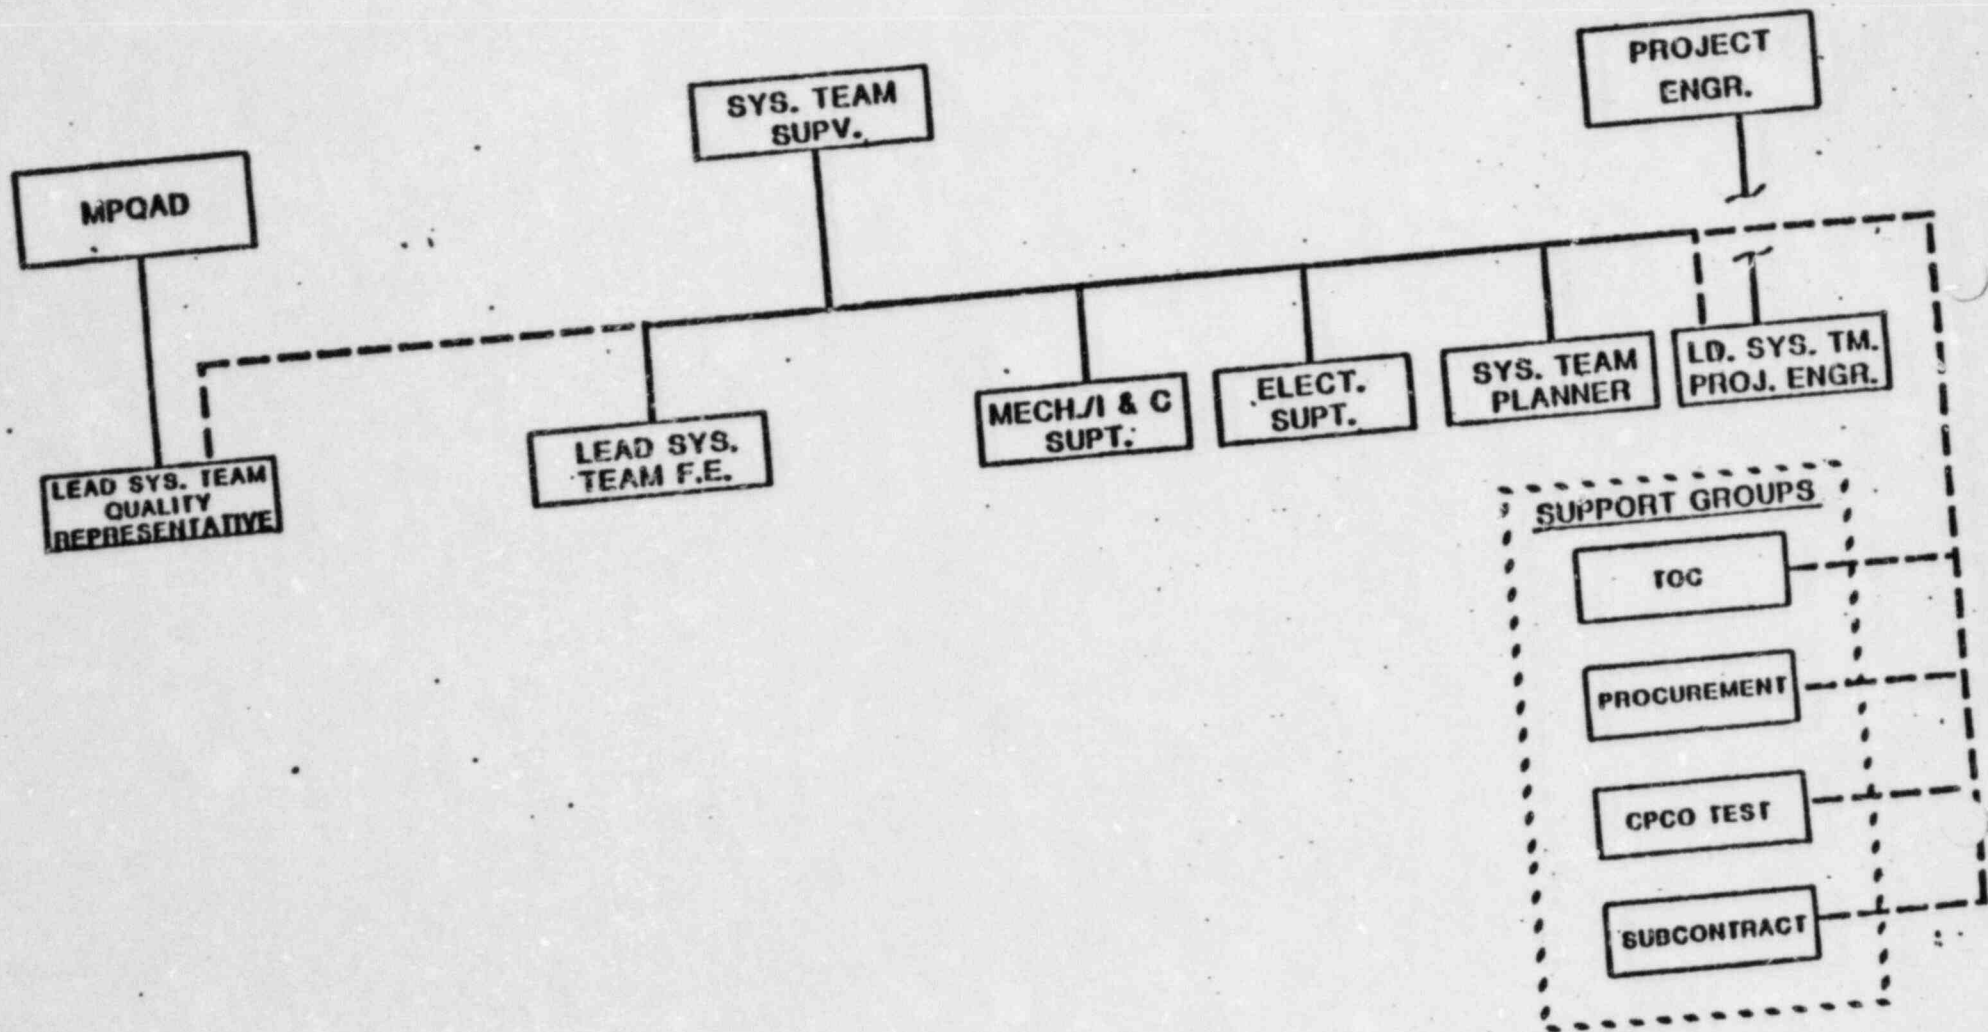 PROJECT
ENGR.
SYS. TEAM
SUPV.
MPQAD
LEAD SYS. TEAM
QUALITY
REPRESENTATIVE
LEAD SYS.
TEAM F.E.
MECH./I & C
SUPT.
ELECT.
SUPT.
SYS. TEAM
PLANNER
LD. SYS. TM.
PROJ. ENGR.
SUPPORT GROUPS
TOC
PROCUREMENT
CPCO TEST
SUBCONTRACT